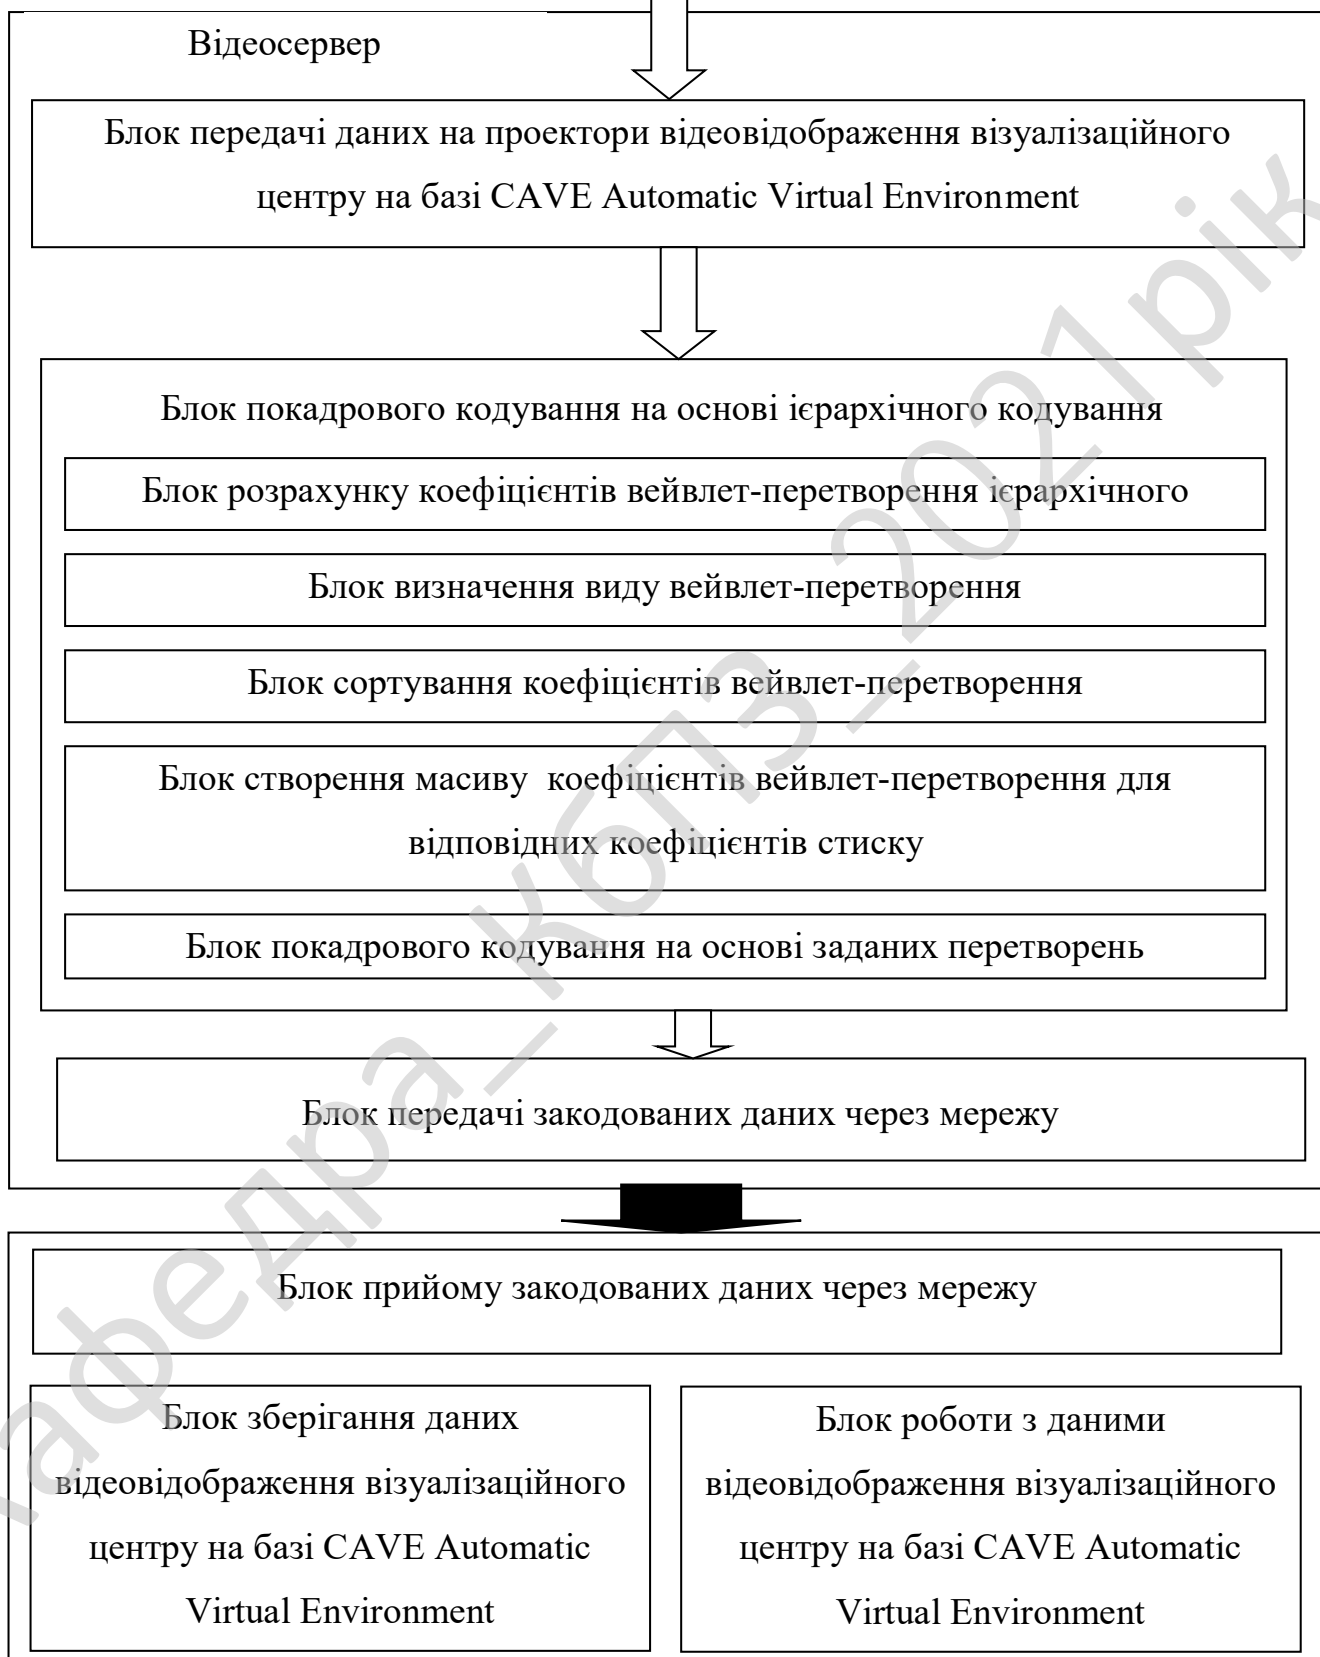 Відеосервер
Блок передачі даних на проектори відеовідображення візуалізаційного
центру на базі CAVE Automatic Virtual Environment
Блок покадрового кодування на основі ієрархічного кодування
Блок розрахунку коефіцієнтів вейвлет-перетворення ієрархічного
Блок визначення виду вейвлет-перетворення
Блок сортування коефіцієнтів вейвлет-перетворення
Блок створення масиву  коефіцієнтів вейвлет-перетворення для
відповідних коефіцієнтів стиску
Блок покадрового кодування на основі заданих перетворень
Блок передачі закодованих даних через мережу
Блок прийому закодованих даних через мережу
Блок зберігання даних
відеовідображення візуалізаційного
центру на базі CAVE Automatic
Virtual Environment
Блок роботи з даними
відеовідображення візуалізаційного
центру на базі CAVE Automatic
Virtual Environment
кафедра_КбПЗ_2021рік